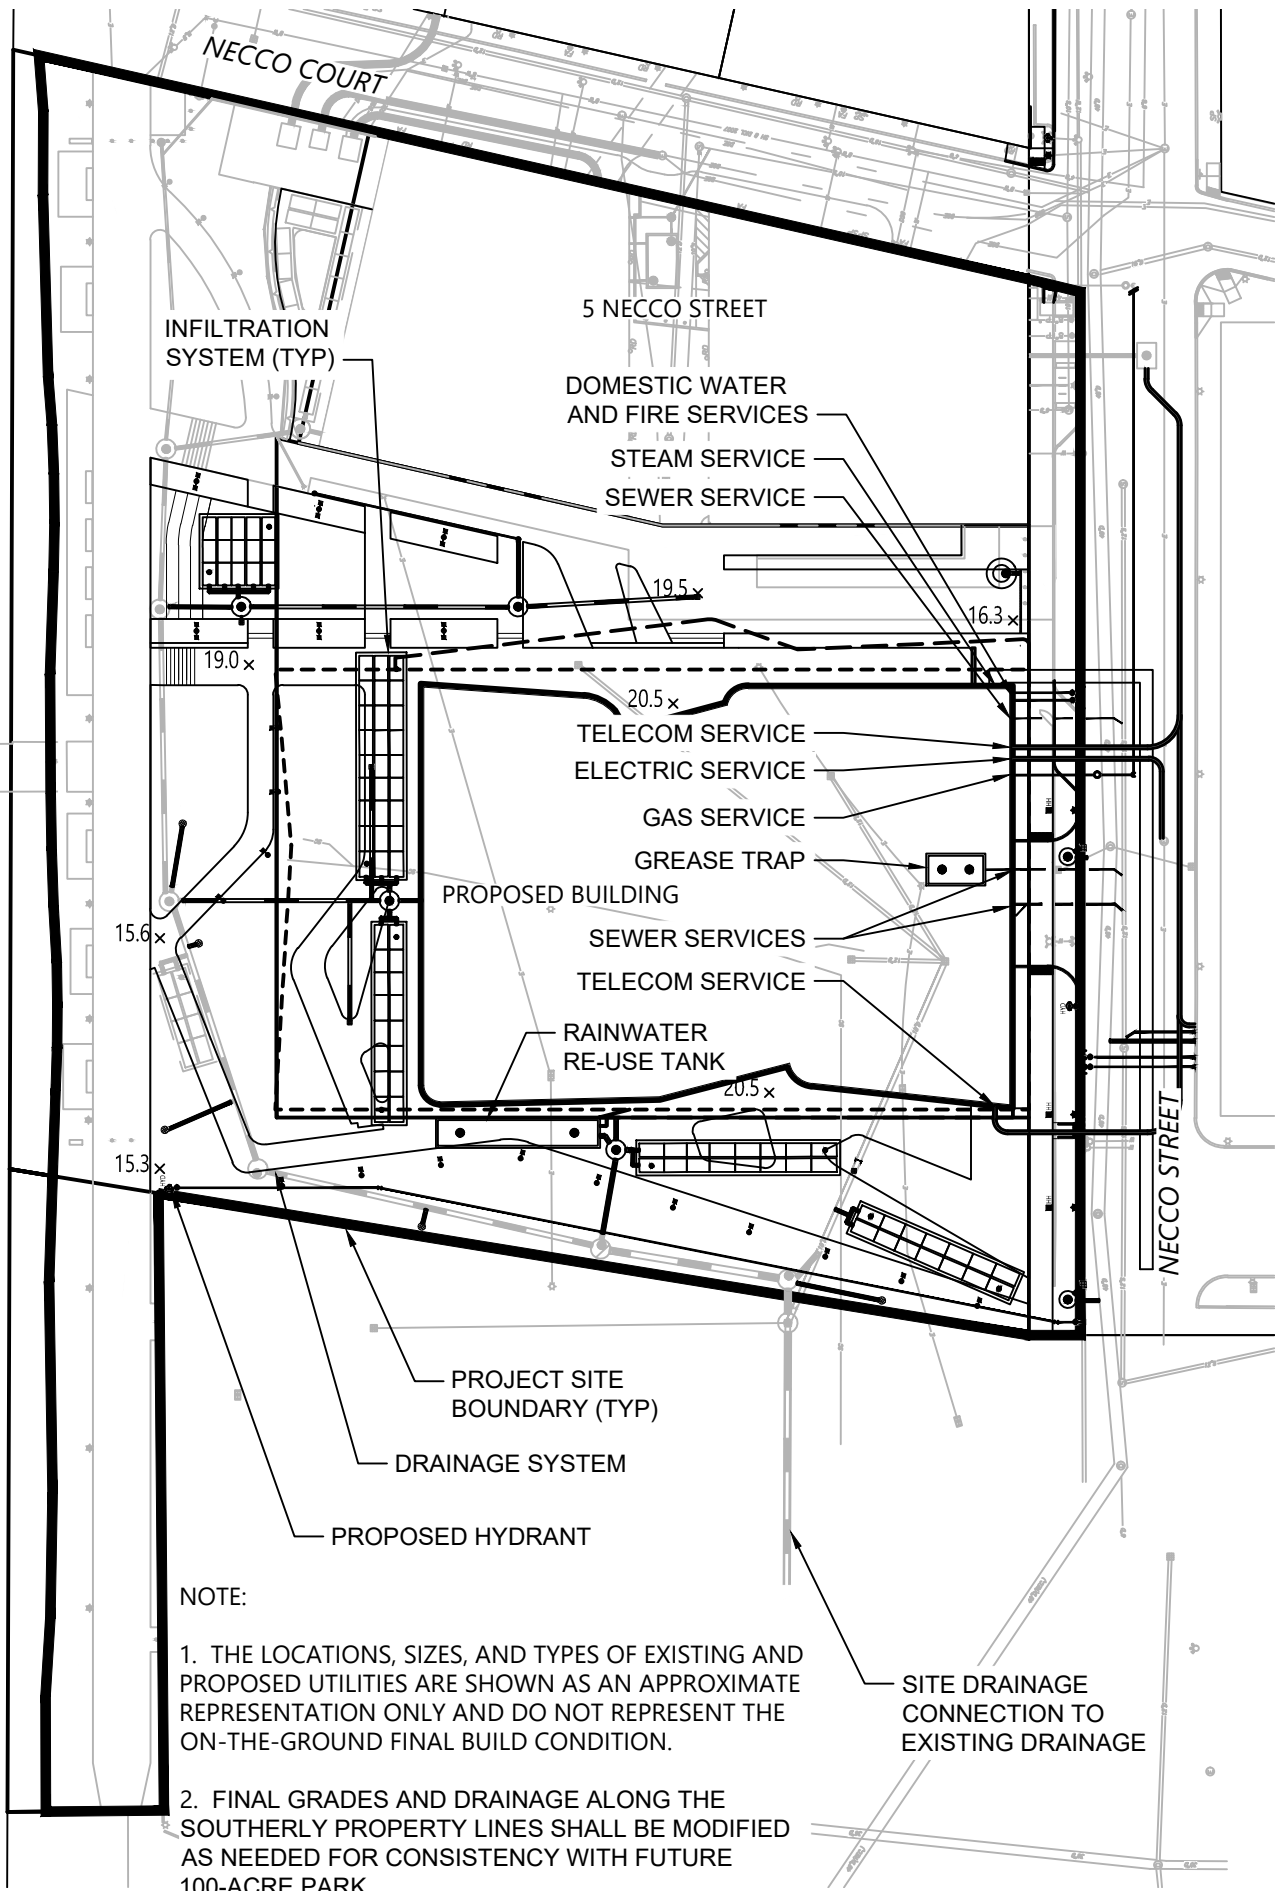 NECCO COURT
5 NECCO STREET
INFILTRATION
SYSTEM (TYP)
DOMESTIC WATER
AND FIRE SERVICES
STEAM SERVICE
SEWER SERVICE
19.5
16.3
19.0
20.5
TELECOM SERVICE
ELECTRIC SERVICE
GAS SERVICE
GREASE TRAP
PROPOSED BUILDING
15.6
SEWER SERVICES
TELECOM SERVICE
RAINWATER
RE-USE TANK
20.5
15.3
NECCO STREET
PROJECT SITE
BOUNDARY (TYP)
DRAINAGE SYSTEM
PROPOSED HYDRANT
NOTE:
1. THE LOCATIONS, SIZES, AND TYPES OF EXISTING AND
PROPOSED UTILITIES ARE SHOWN AS AN APPROXIMATE
REPRESENTATION ONLY AND DO NOT REPRESENT THE
ON-THE-GROUND FINAL BUILD CONDITION.
SITE DRAINAGE
CONNECTION TO
EXISTING DRAINAGE
2. FINAL GRADES AND DRAINAGE ALONG THE
SOUTHERLY PROPERTY LINES SHALL BE MODIFIED
AS NEEDED FOR CONSISTENCY WITH FUTURE
100-ACRE PARK